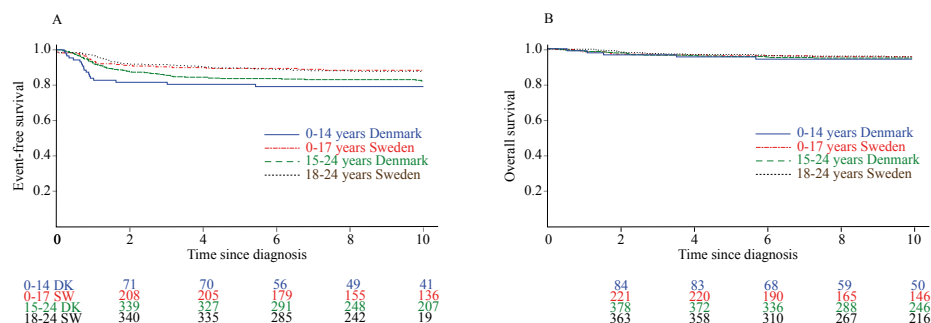 A
Event-free survival
1.0
0.8
0.6
0.4
0.2
0-14 years Denmark
0-17 years Sweden
15-24 years Denmark
18-24 years Sweden
0 2 4 6 8 10
Time since diagnosis
0-14 DK 71 70 56 49 41
0-17 SW 208 205 179 155 136
15-24 DK 339 327 291 248 207
18-24 SW 340 335 285 242 19
B
Overall survival
1.0
0.8
0.6
0.4
0.2
0-14 years Denmark
0-17 years Sweden
15-24 years Denmark
18-24 years Sweden
0 2 4 6 8 10
Time since diagnosis
84 83 68 59 50
221 220 190 165 146
378 372 336 288 246
363 358 310 267 216